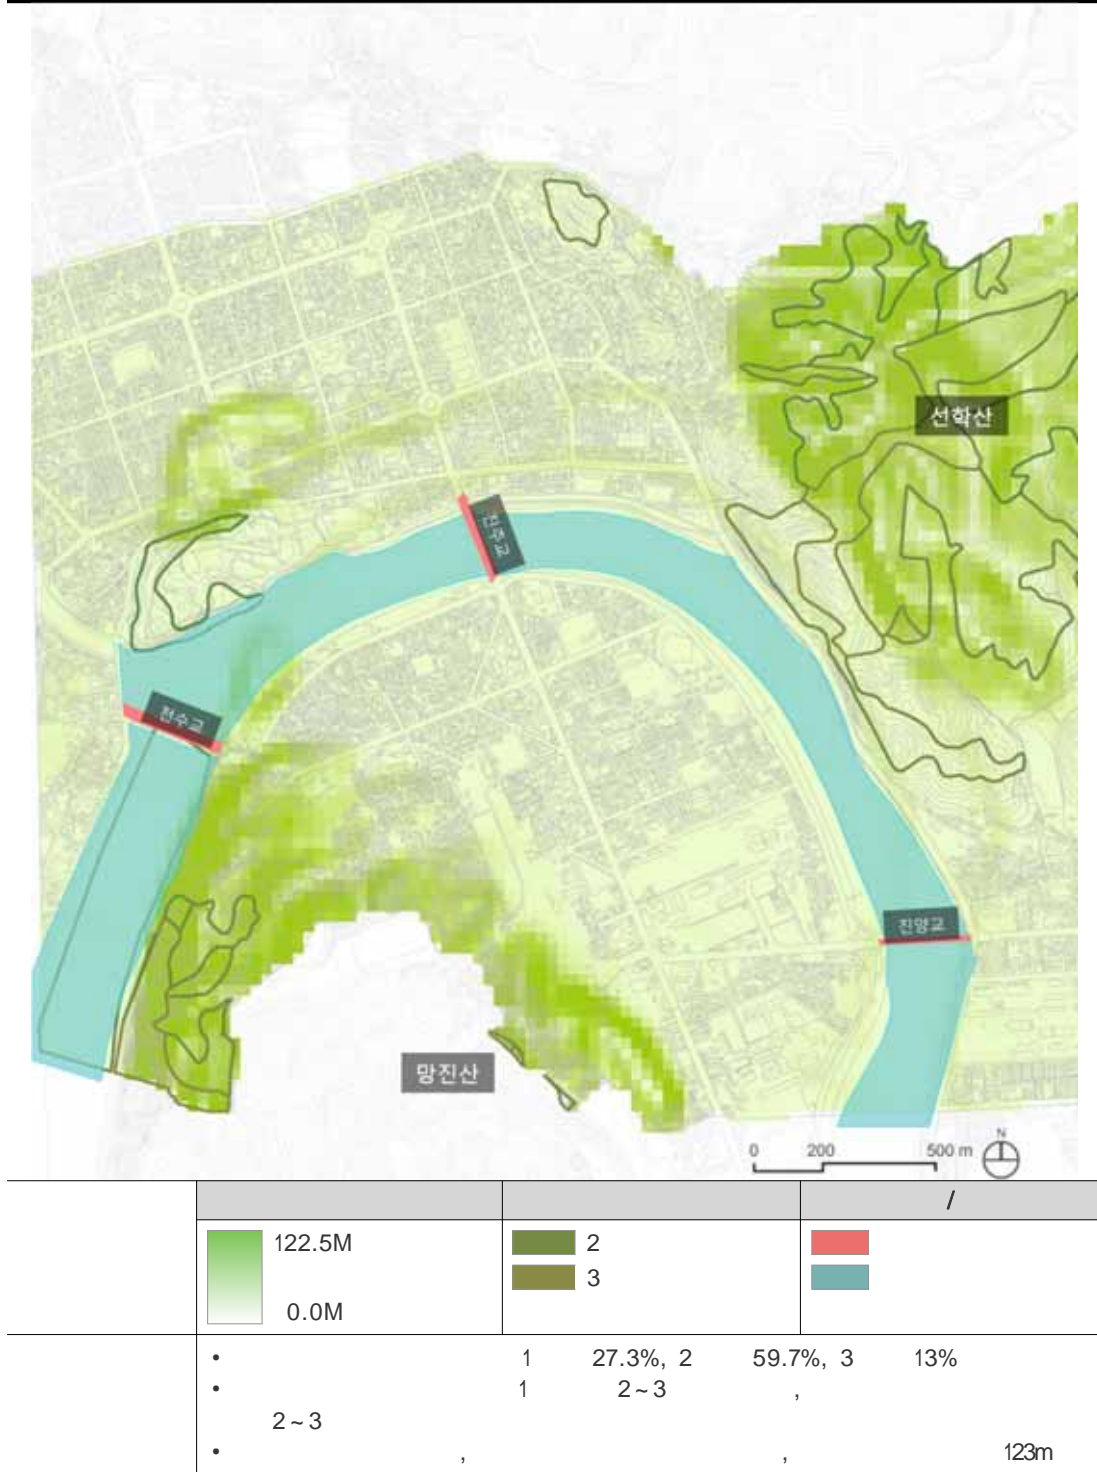 선학산
진주교
천수교
진양교
망진산
N
0 200 500 m
/
122.5M 2
3
0.0M
• 1 27.3%, 2 59.7%, 3 13%
• 1 2~3 ,
2~3
• , , 123m